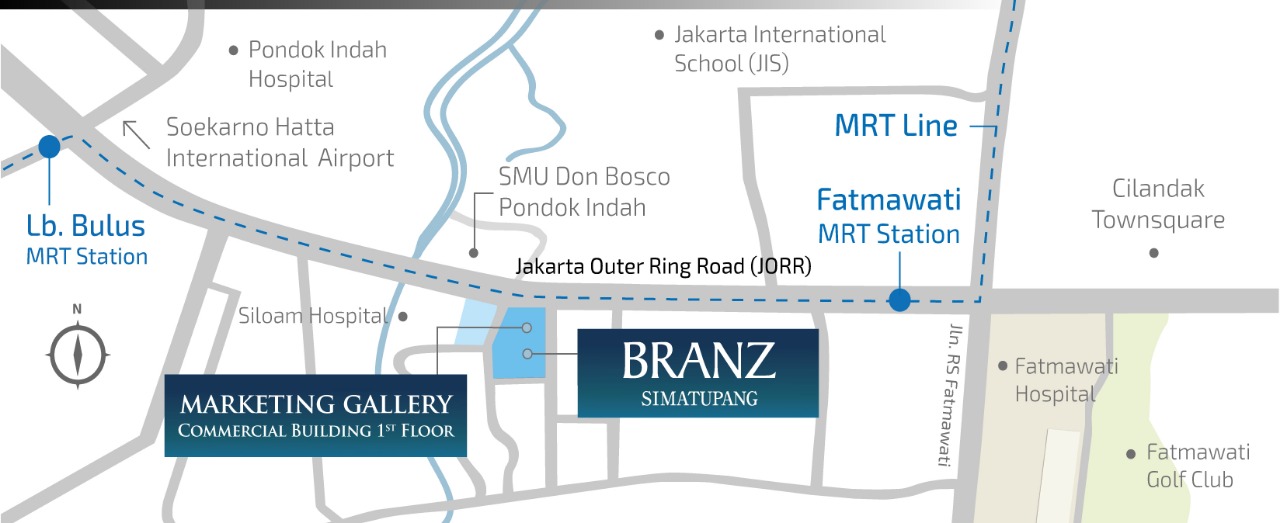 Pondok Indah
Hospital
Jakarta International
School (JIS)
Soekarno Hatta
International Airport
MRT Line
SMU Don Bosco
Pondok Indah
Fatmawati
MRT Station
Cilandak
Townsquare
Lb. Bulus
MRT Station
Jakarta Outer Ring Road (JORR)
N
Siloam Hospital
BRANZ
SIMATUPANG
MARKETING GALLERY
COMMERCIAL BUILDING 1ST FLOOR
Jln. RS Fatmawati
Fatmawati
Hospital
Fatmawati
Golf Club